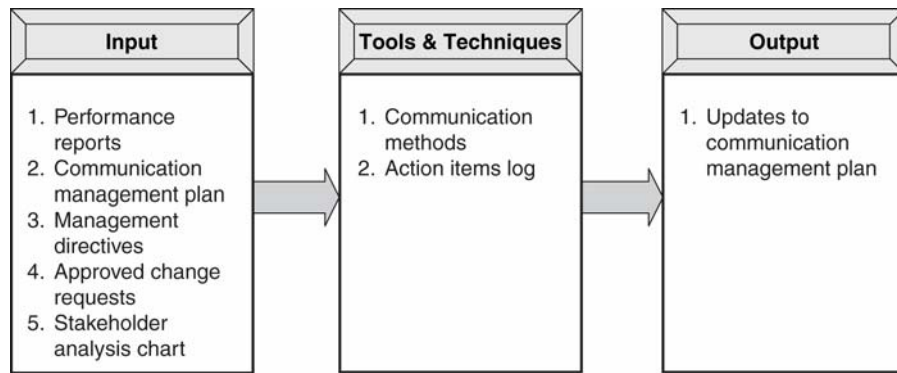 Input
1. Performance
reports
2. Communication
management plan
3. Management
directives
4. Approved change
requests
5. Stakeholder
analysis chart
Tools & Techniques
1. Communication
methods
2. Action items log
Output
1. Updates to
communication
management plan